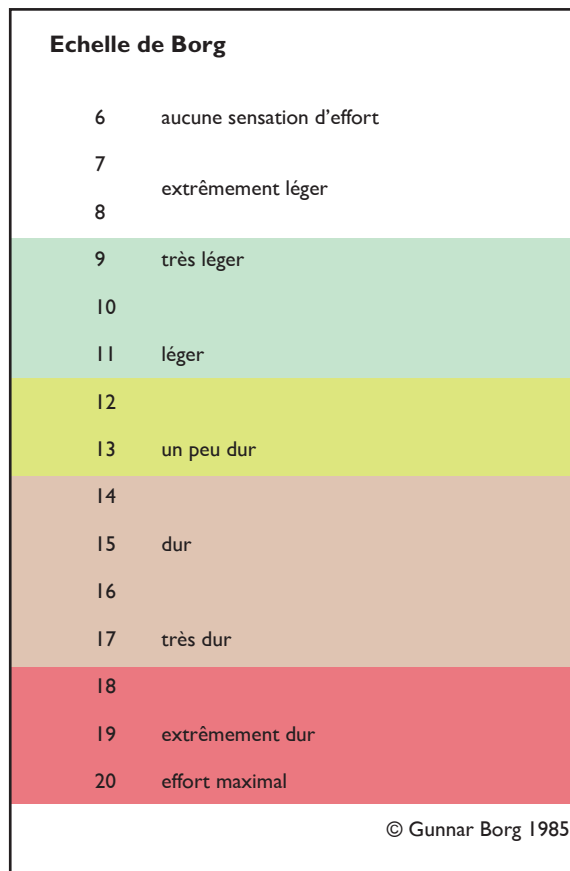 Echelle de Borg
6 aucune sensation d'effort
7
extrêmement léger
8
9 très léger
10
11 léger
12
13 un peu dur
14
15 dur
16
17 très dur
18
19 extrêmement dur
20 effort maximal
© Gunnar Borg 1985